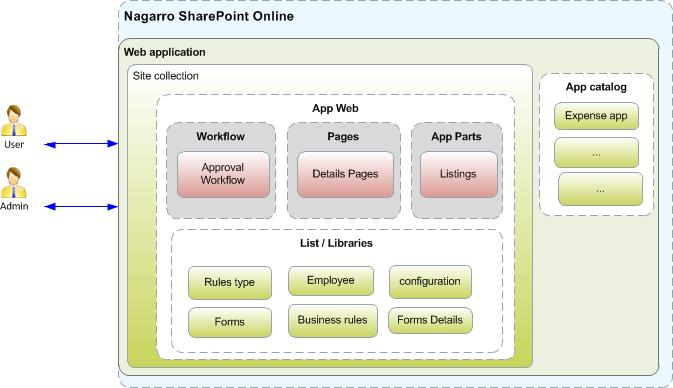 Nagarro SharePoint Online
Web application
Site collection
App Web
Workflow
Approval
Workflow
Pages
Details Pages
App Parts
Listings
List / Libraries
Rules type
Employee
configuration
Forms
Business rules
Forms Details
App catalog
Expense app
...
...
User
Admin